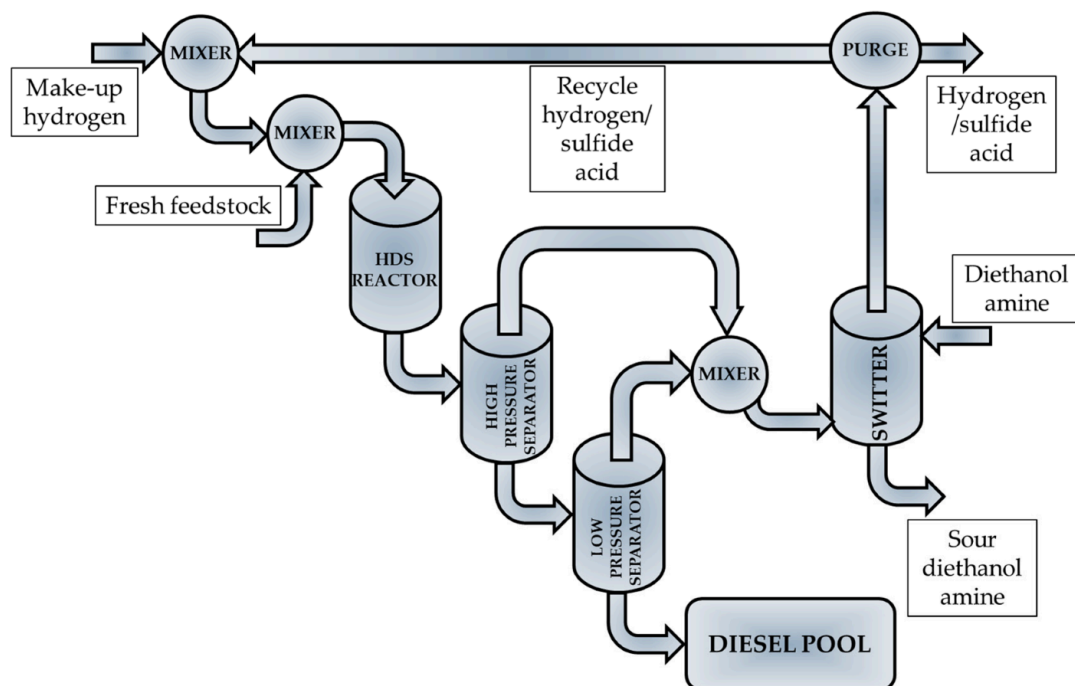 MIXER
PURGE
Make-up
hydrogen
Recycle
hydrogen/
sulfide
acid
Hydrogen
/sulfide
acid
MIXER
Fresh feedstock
HDS
REACTOR
Diethanol
amine
HIGH
PRESSURE
SEPARATOR
MIXER
SWITTER
LOW
PRESSURE
SEPARATOR
Sour
diethanol
amine
DIESEL POOL